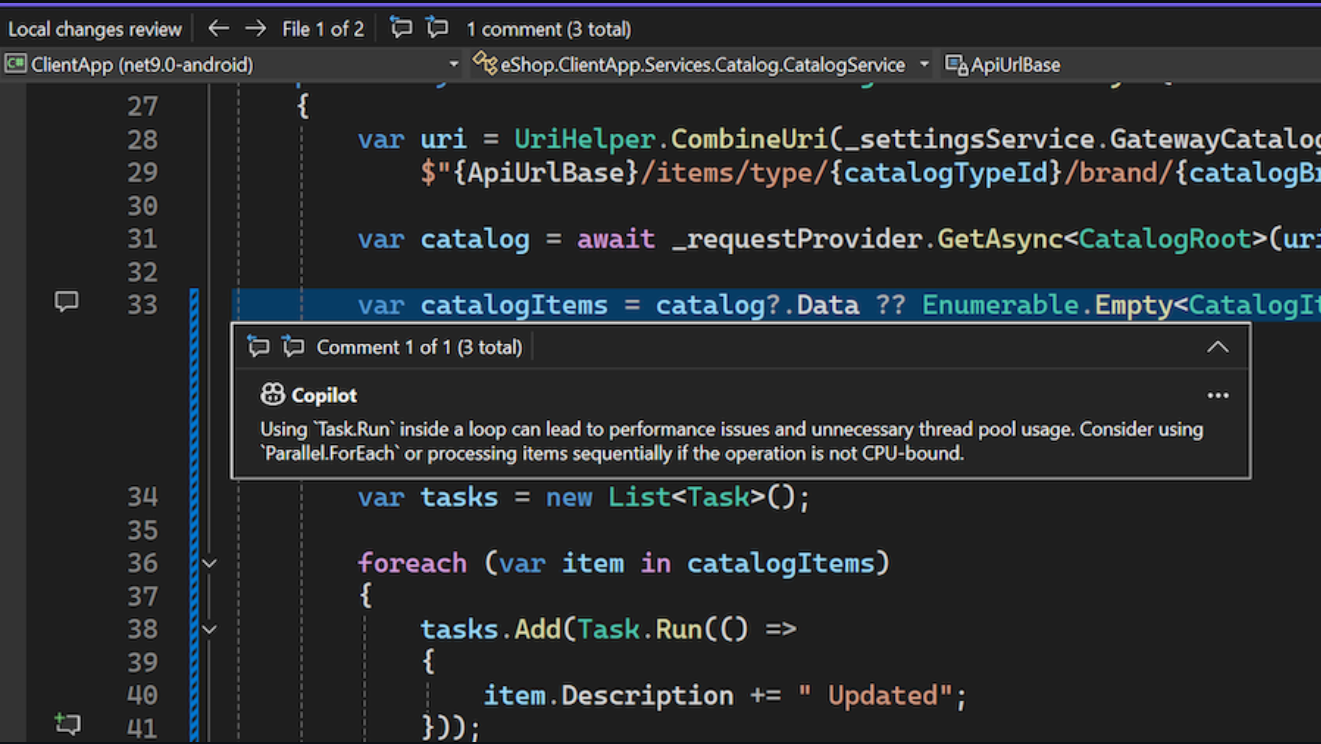 Local changes review File 1 of 2 1 comment (3 total)
C# ClientApp (net9.0-android) eShop.ClientApp.Services.Catalog.CatalogService ApiUrlBase
27 {
28 var uri = UriHelper.CombineUri(_settingsService.GatewayCatalog
29 $"{ApiUrlBase}/items/type/{catalogTypeId}/brand/{catalogBr
30
31 var catalog = await _requestProvider.GetAsync<CatalogRoot>(uri
32
33 var catalogItems = catalog?.Data ?? Enumerable.Empty<CatalogIt
Comment 1 of 1 (3 total)
Copilot
Using `Task.Run` inside a loop can lead to performance issues and unnecessary thread pool usage. Consider using
`Parallel.ForEach` or processing items sequentially if the operation is not CPU-bound.
34 var tasks = new List<Task>();
35
36 foreach (var item in catalogItems)
37 {
38 tasks.Add(Task.Run(() =>
39 {
40 item.Description += " Updated";
41 }));